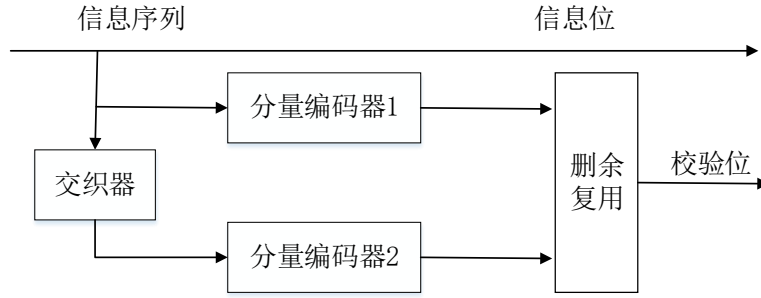 信息序列
信息位
分量编码器1
删余
复用
校验位
交织器
分量编码器2